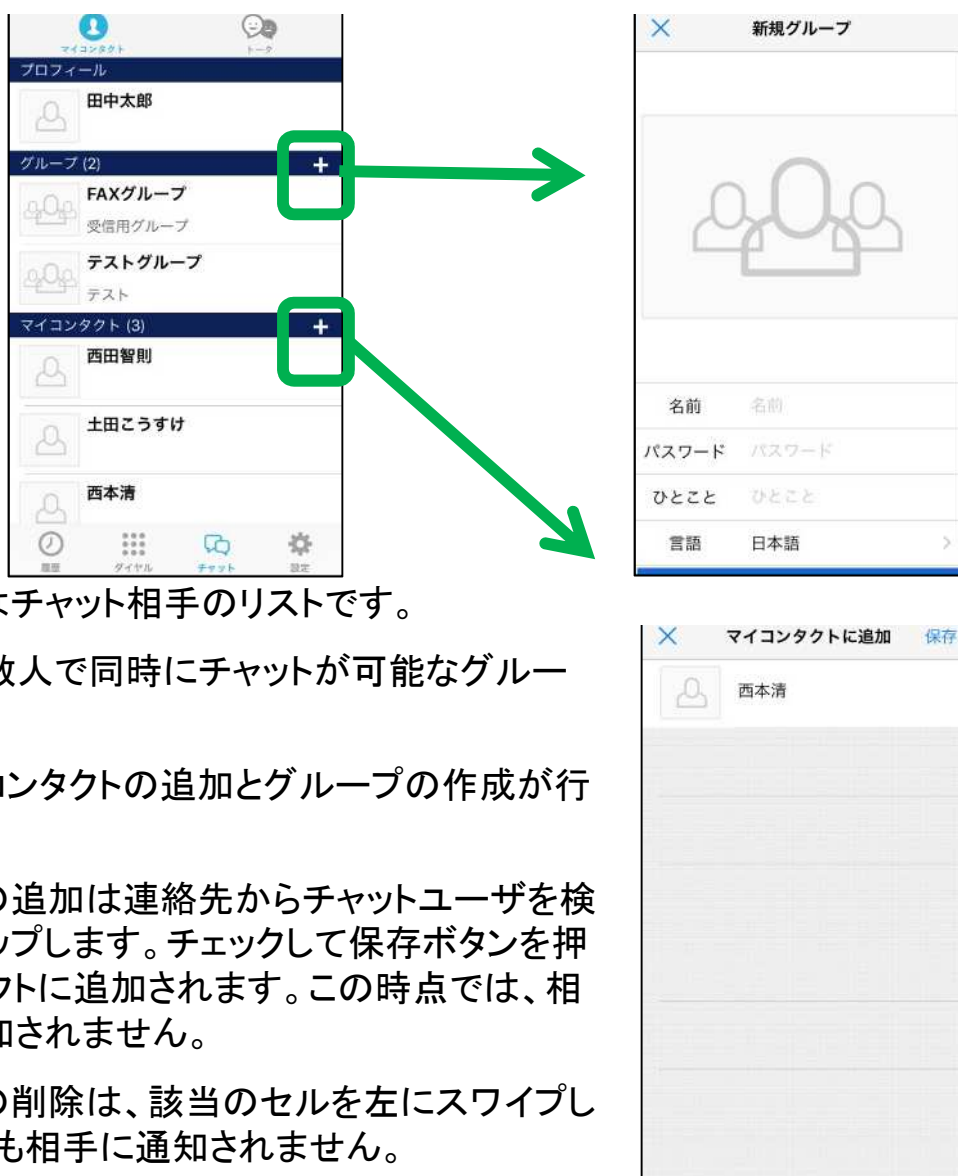 マイコンタクト
トーク
プロフィール
田中太郎
グループ (2)
+
FAXグループ
受信用グループ
テストグループ
テスト
マイコンタクト (3)
+
西田智則
土田こうすけ
西本清
履歴
ダイヤル
チャット
設定
新規グループ
名前 名前
パスワード パスワード
ひとこと ひとこと
言語 日本語
はチャット相手のリストです。
数人で同時にチャットが可能なグルー
コンタクトの追加とグループの作成が行
の追加は連絡先からチャットユーザを検
ップします。チェックして保存ボタンを押
クトに追加されます。この時点では、相
加されません。
の削除は、該当のセルを左にスワイプし
も相手に通知されません。
マイコンタクトに追加 保存
西本清